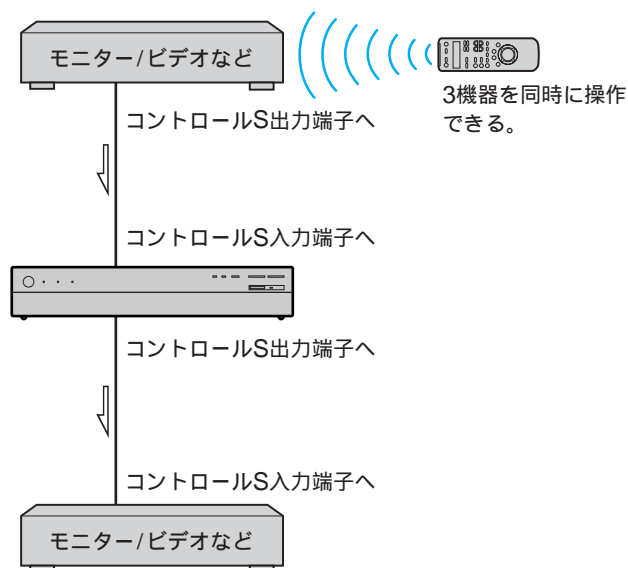 モニター/ビデオなど
3機器を同時に操作
できる。
コントロールS出力端子へ
コントロールS入力端子へ
コントロールS出力端子へ
コントロールS入力端子へ
モニター/ビデオなど